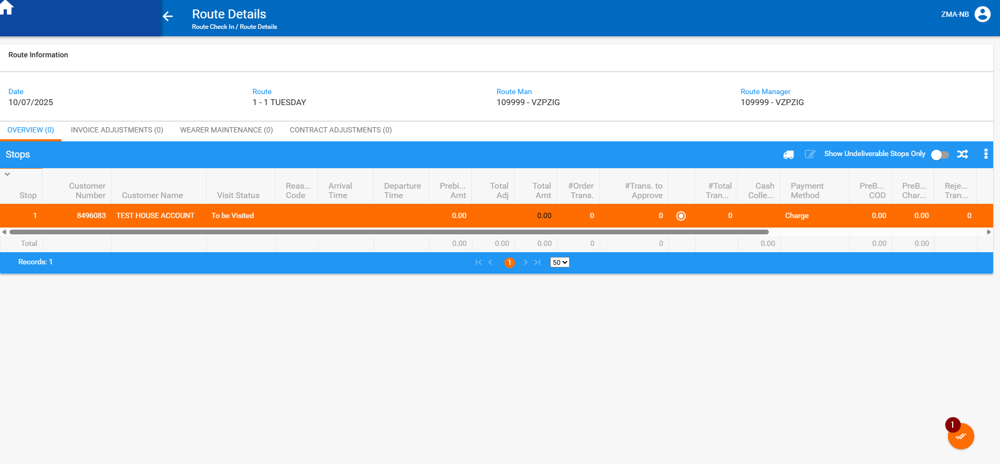 Route Details
Route Check In / Route Details
ZMA-NB
Route Information
Date
10/07/2025
Route
1 - 1 TUESDAY
Route Man
109999 - VZPZIG
Route Manager
109999 - VZPZIG
OVERVIEW (0) INVOICE ADJUSTMENTS (0) WEARER MAINTENANCE (0) CONTRACT ADJUSTMENTS (0)
Stops
Show Undeliverable Stops Only
Stop
Customer
Number
Customer Name
Visit Status
Reas...
Code
Arrival
Time
Departure
Time
Prebi...
Amt
Total
Adj
Total
Amt
#Order
Trans.
#Trans. to
Approve
#Total
Tran...
Cash
Colle...
Payment
Method
PreB...
COD
PreB...
Char...
Reje...
Tran...
1 8496083 TEST HOUSE ACCOUNT To be Visited 0.00 0.00 0 0 0 Charge 0.00 0.00 0
Total 0.00 0.00 0.00 0 0 0.00 0.00 0.00
Records: 1
1
50
1